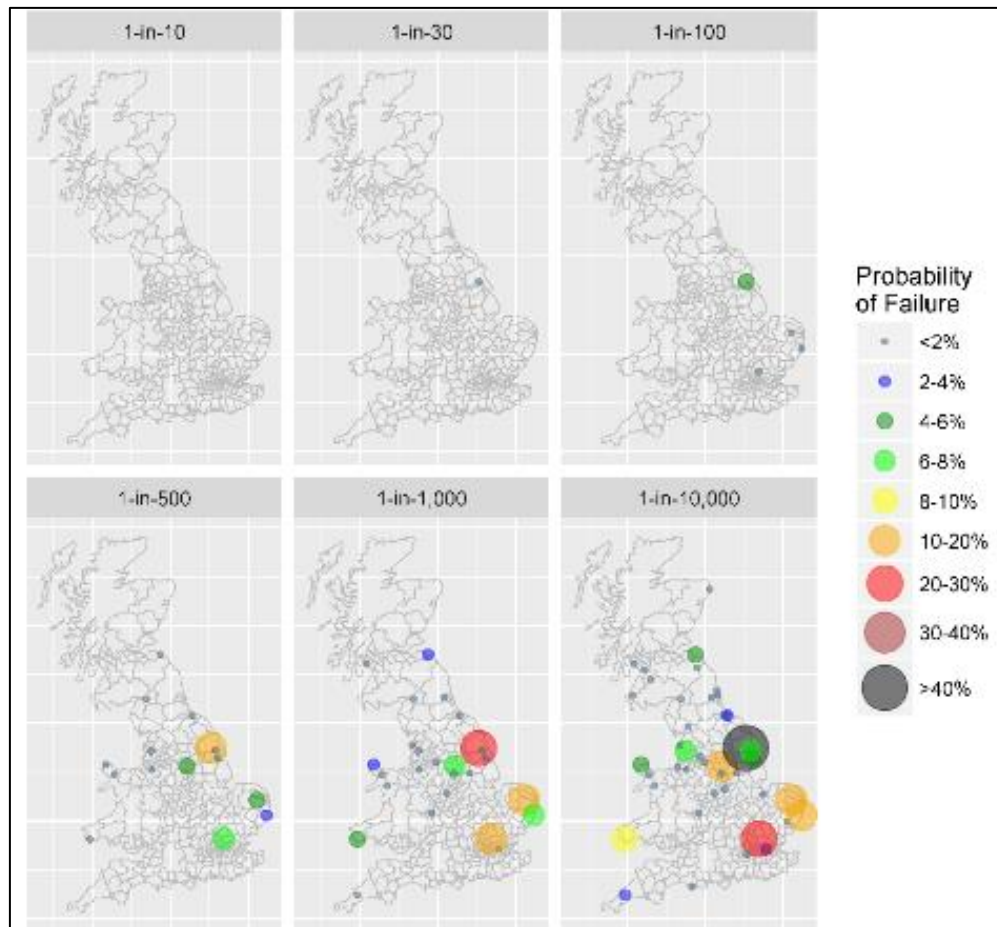 1-in-10
1-in-30
1-in-100
1-in-500
1-in-1,000
1-in-10,000
Probability
of Failure
<2%
2-4%
4-6%
6-8%
8-10%
10-20%
20-30%
30-40%
>40%